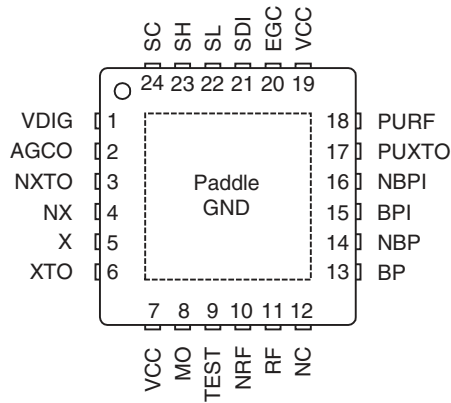 SC SH SL SDI EGC VCC
24 23 22 21 20 19
VDIG 1 18 PURF
AGCO 2 17 PUXTO
NXTO 3 Paddle 16 NBPI
NX 4 GND 15 BPI
X 5 14 NBP
XTO 6 13 BP
7 8 9 10 11 12
VCC MO TEST NRF RF NC